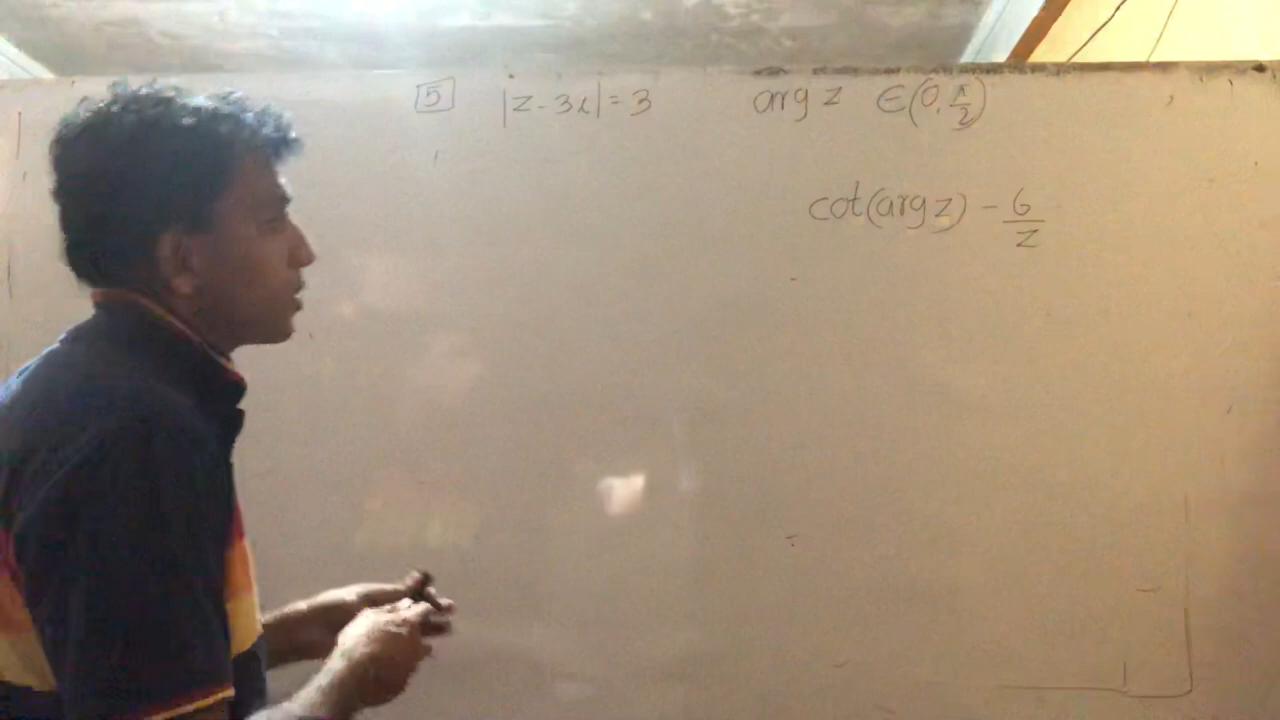 5 |z - 3i| = 3 arg z ∈ (0, π/2)
cot(arg z) - 6/z